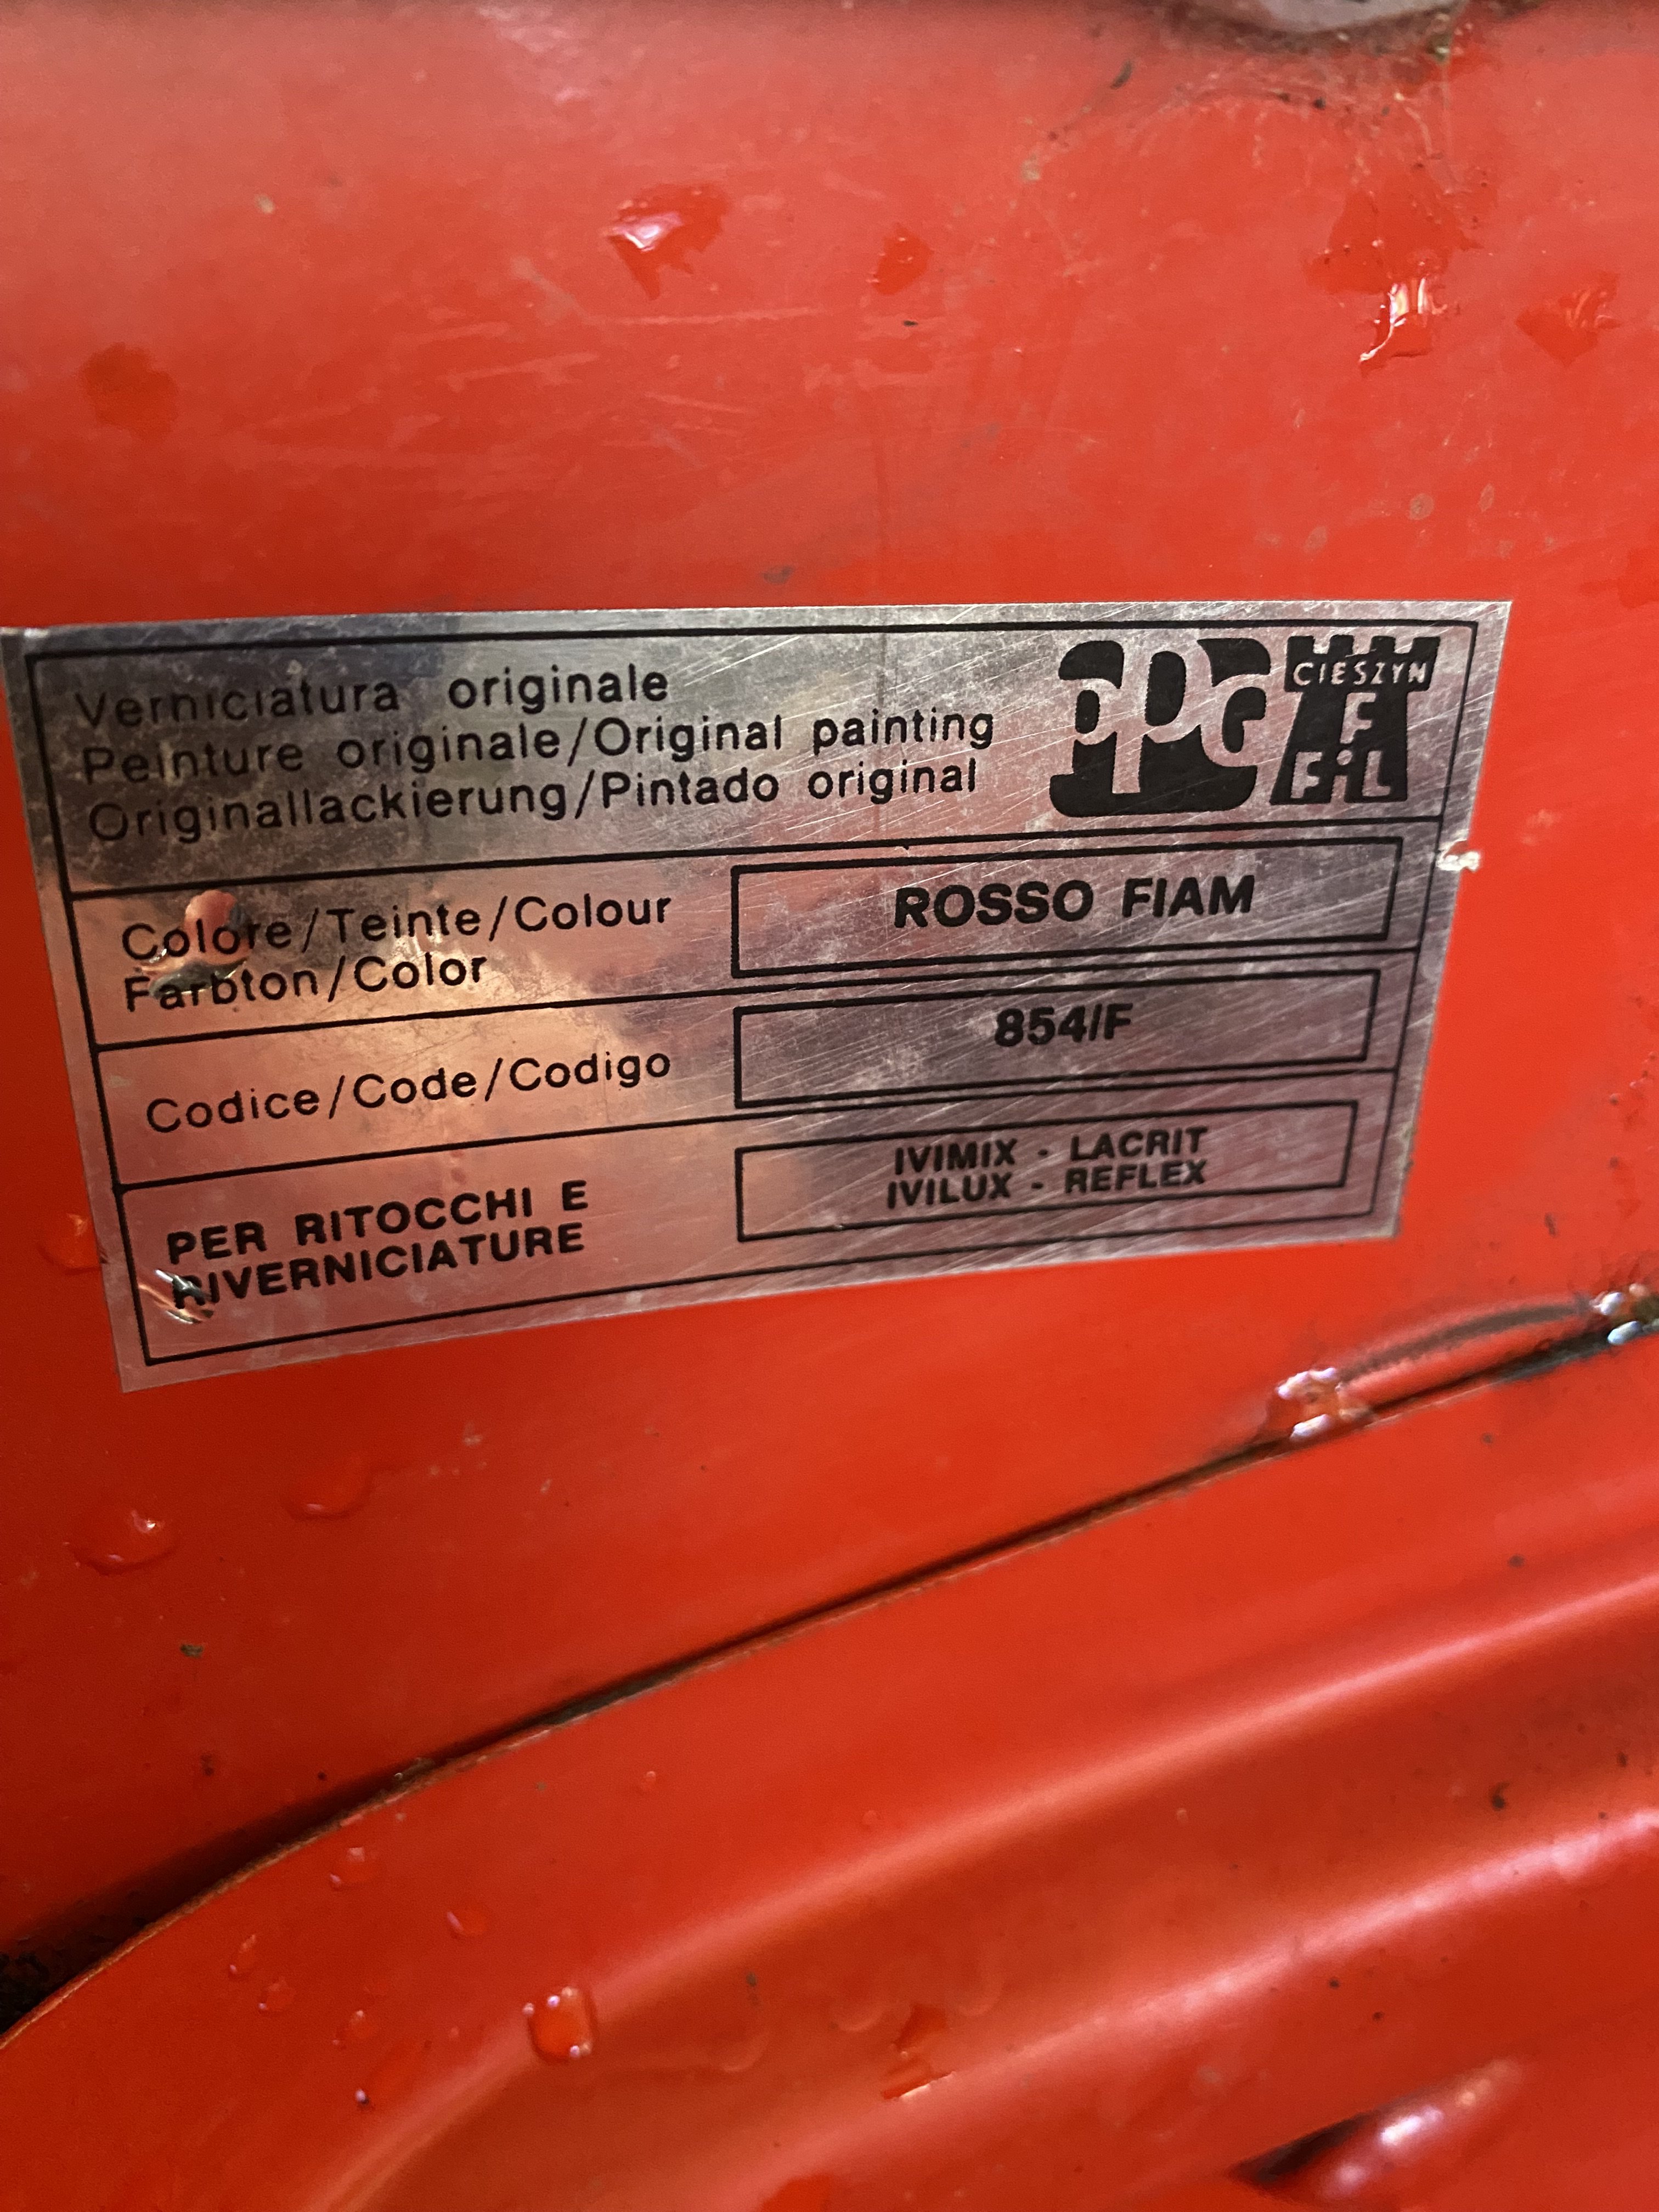 Verniciatura originale
Peinture originale/Original painting
Originallackierung/Pintado original
PPG
CIESZYN
F
FiL
Colore/Teinte/Colour
Farbton/Color
ROSSO FIAM
Codice/Code/Codigo
854/F
PER RITOCCHI E
RIVERNICIATURE
IVIMIX - LACRIT
IVILUX - REFLEX